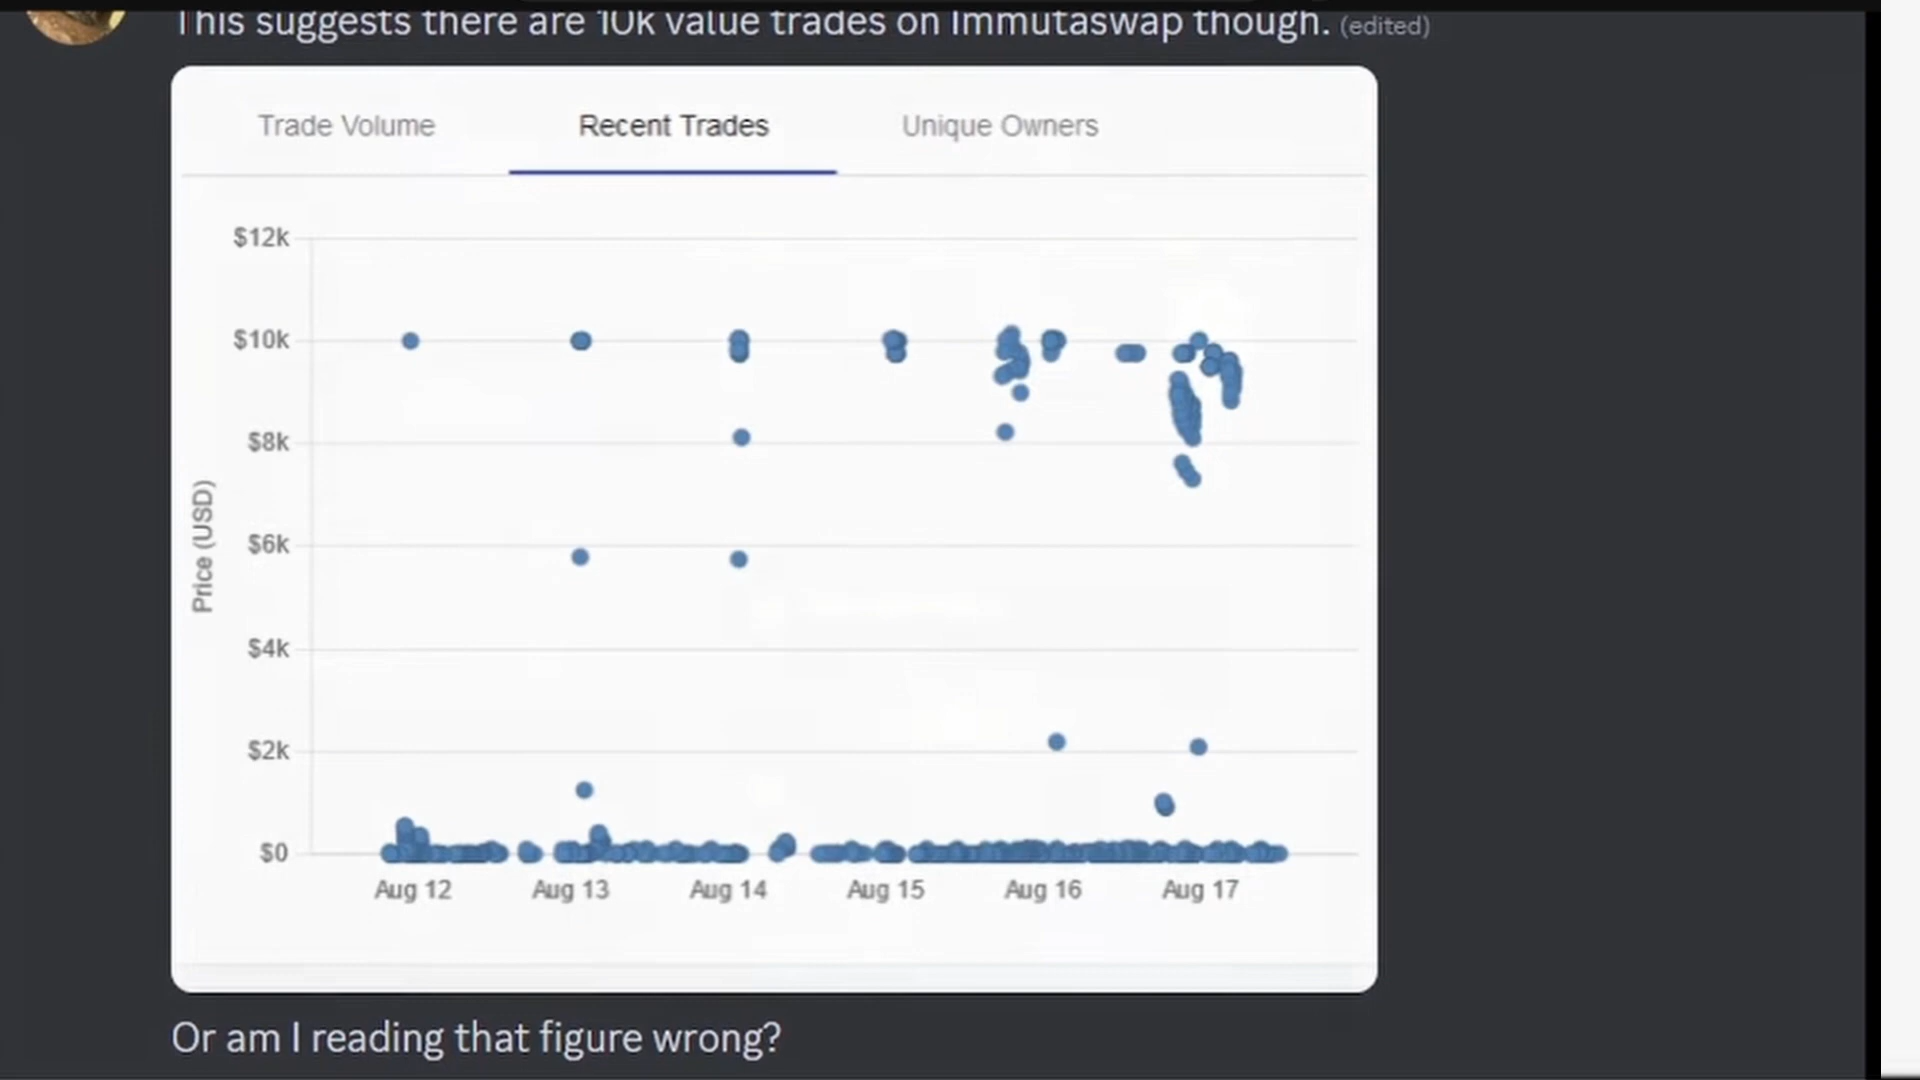 This suggests there are 10k value trades on Immutaswap though. (edited)
Trade Volume Recent Trades Unique Owners
$12k
$10k
$8k
$6k
$4k
$2k
$0
Price (USD)
Aug 12 Aug 13 Aug 14 Aug 15 Aug 16 Aug 17
Or am I reading that figure wrong?